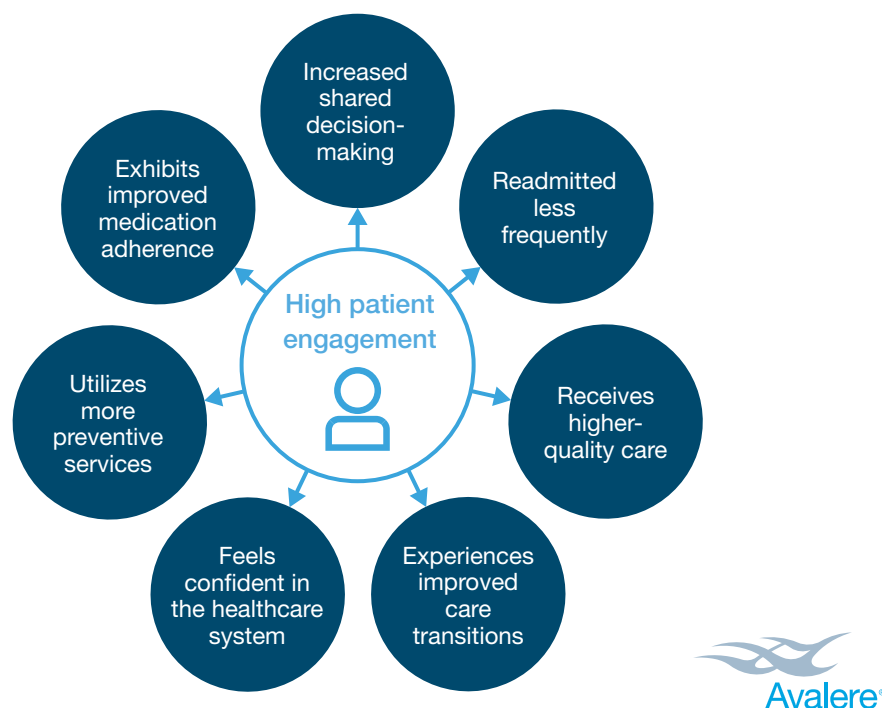 Increased
shared
decision-
making
Readmitted
less
frequently
Receives
higher-
quality care
Experiences
improved
care
transitions
Feels
confident in
the healthcare
system
Utilizes
more
preventive
services
Exhibits
improved
medication
adherence
High patient
engagement
Avalere®